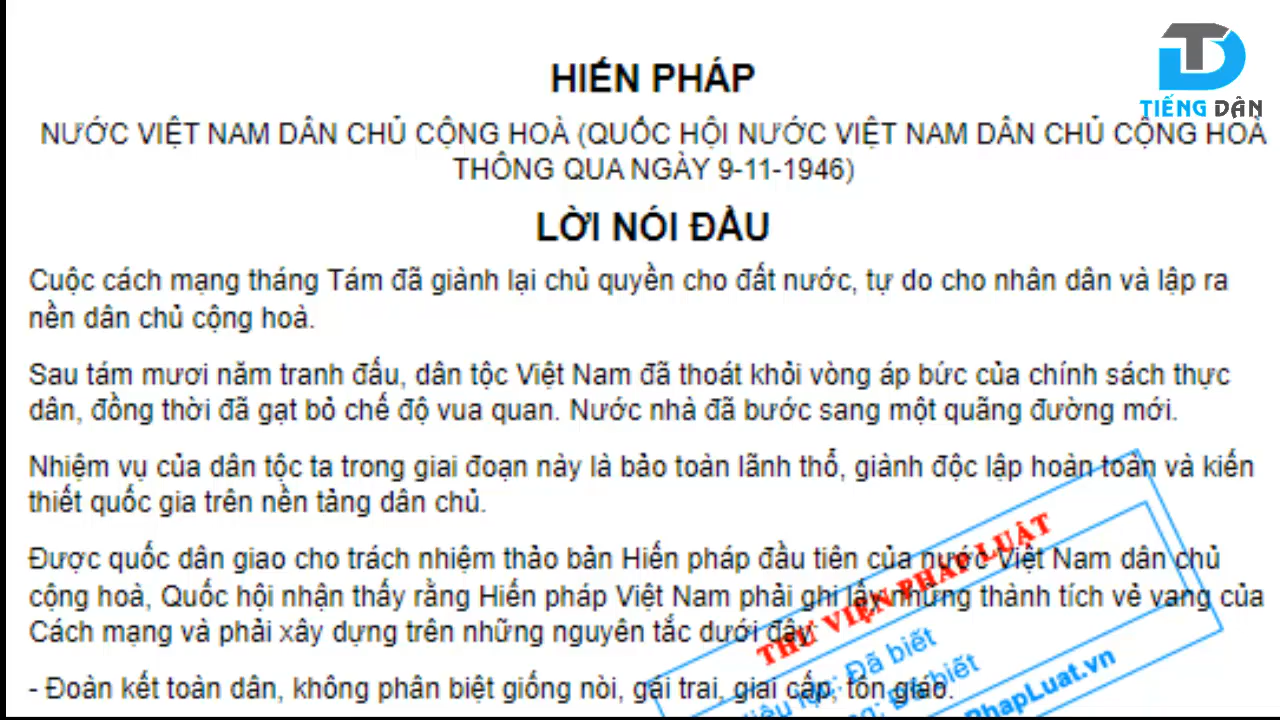 TIẾNG DÂN
HIẾN PHÁP
NƯỚC VIỆT NAM DÂN CHỦ CỘNG HOÀ (QUỐC HỘI NƯỚC VIỆT NAM DÂN CHỦ CỘNG HOÀ
THÔNG QUA NGÀY 9-11-1946)
LỜI NÓI ĐẦU
Cuộc cách mạng tháng Tám đã giành lại chủ quyền cho đất nước, tự do cho nhân dân và lập ra
nền dân chủ cộng hoà.
Sau tám mươi năm tranh đấu, dân tộc Việt Nam đã thoát khỏi vòng áp bức của chính sách thực
dân, đồng thời đã gạt bỏ chế độ vua quan. Nước nhà đã bước sang một quãng đường mới.
Nhiệm vụ của dân tộc ta trong giai đoạn này là bảo toàn lãnh thổ, giành độc lập hoàn toàn và kiến
thiết quốc gia trên nền tảng dân chủ.
Được quốc dân giao cho trách nhiệm thảo bản Hiến pháp đầu tiên của nước Việt Nam dân chủ
cộng hoà, Quốc hội nhận thấy rằng Hiến pháp Việt Nam phải ghi lấy những thành tích vẻ vang của
Cách mạng và phải xây dựng trên những nguyên tắc dưới đây:
- Đoàn kết toàn dân, không phân biệt giống nòi, gái trai, giai cấp, tôn giáo.
THƯ VIỆN PHÁP LUẬT
lực: Đã biết
Đã biết
PhapLuat.vn